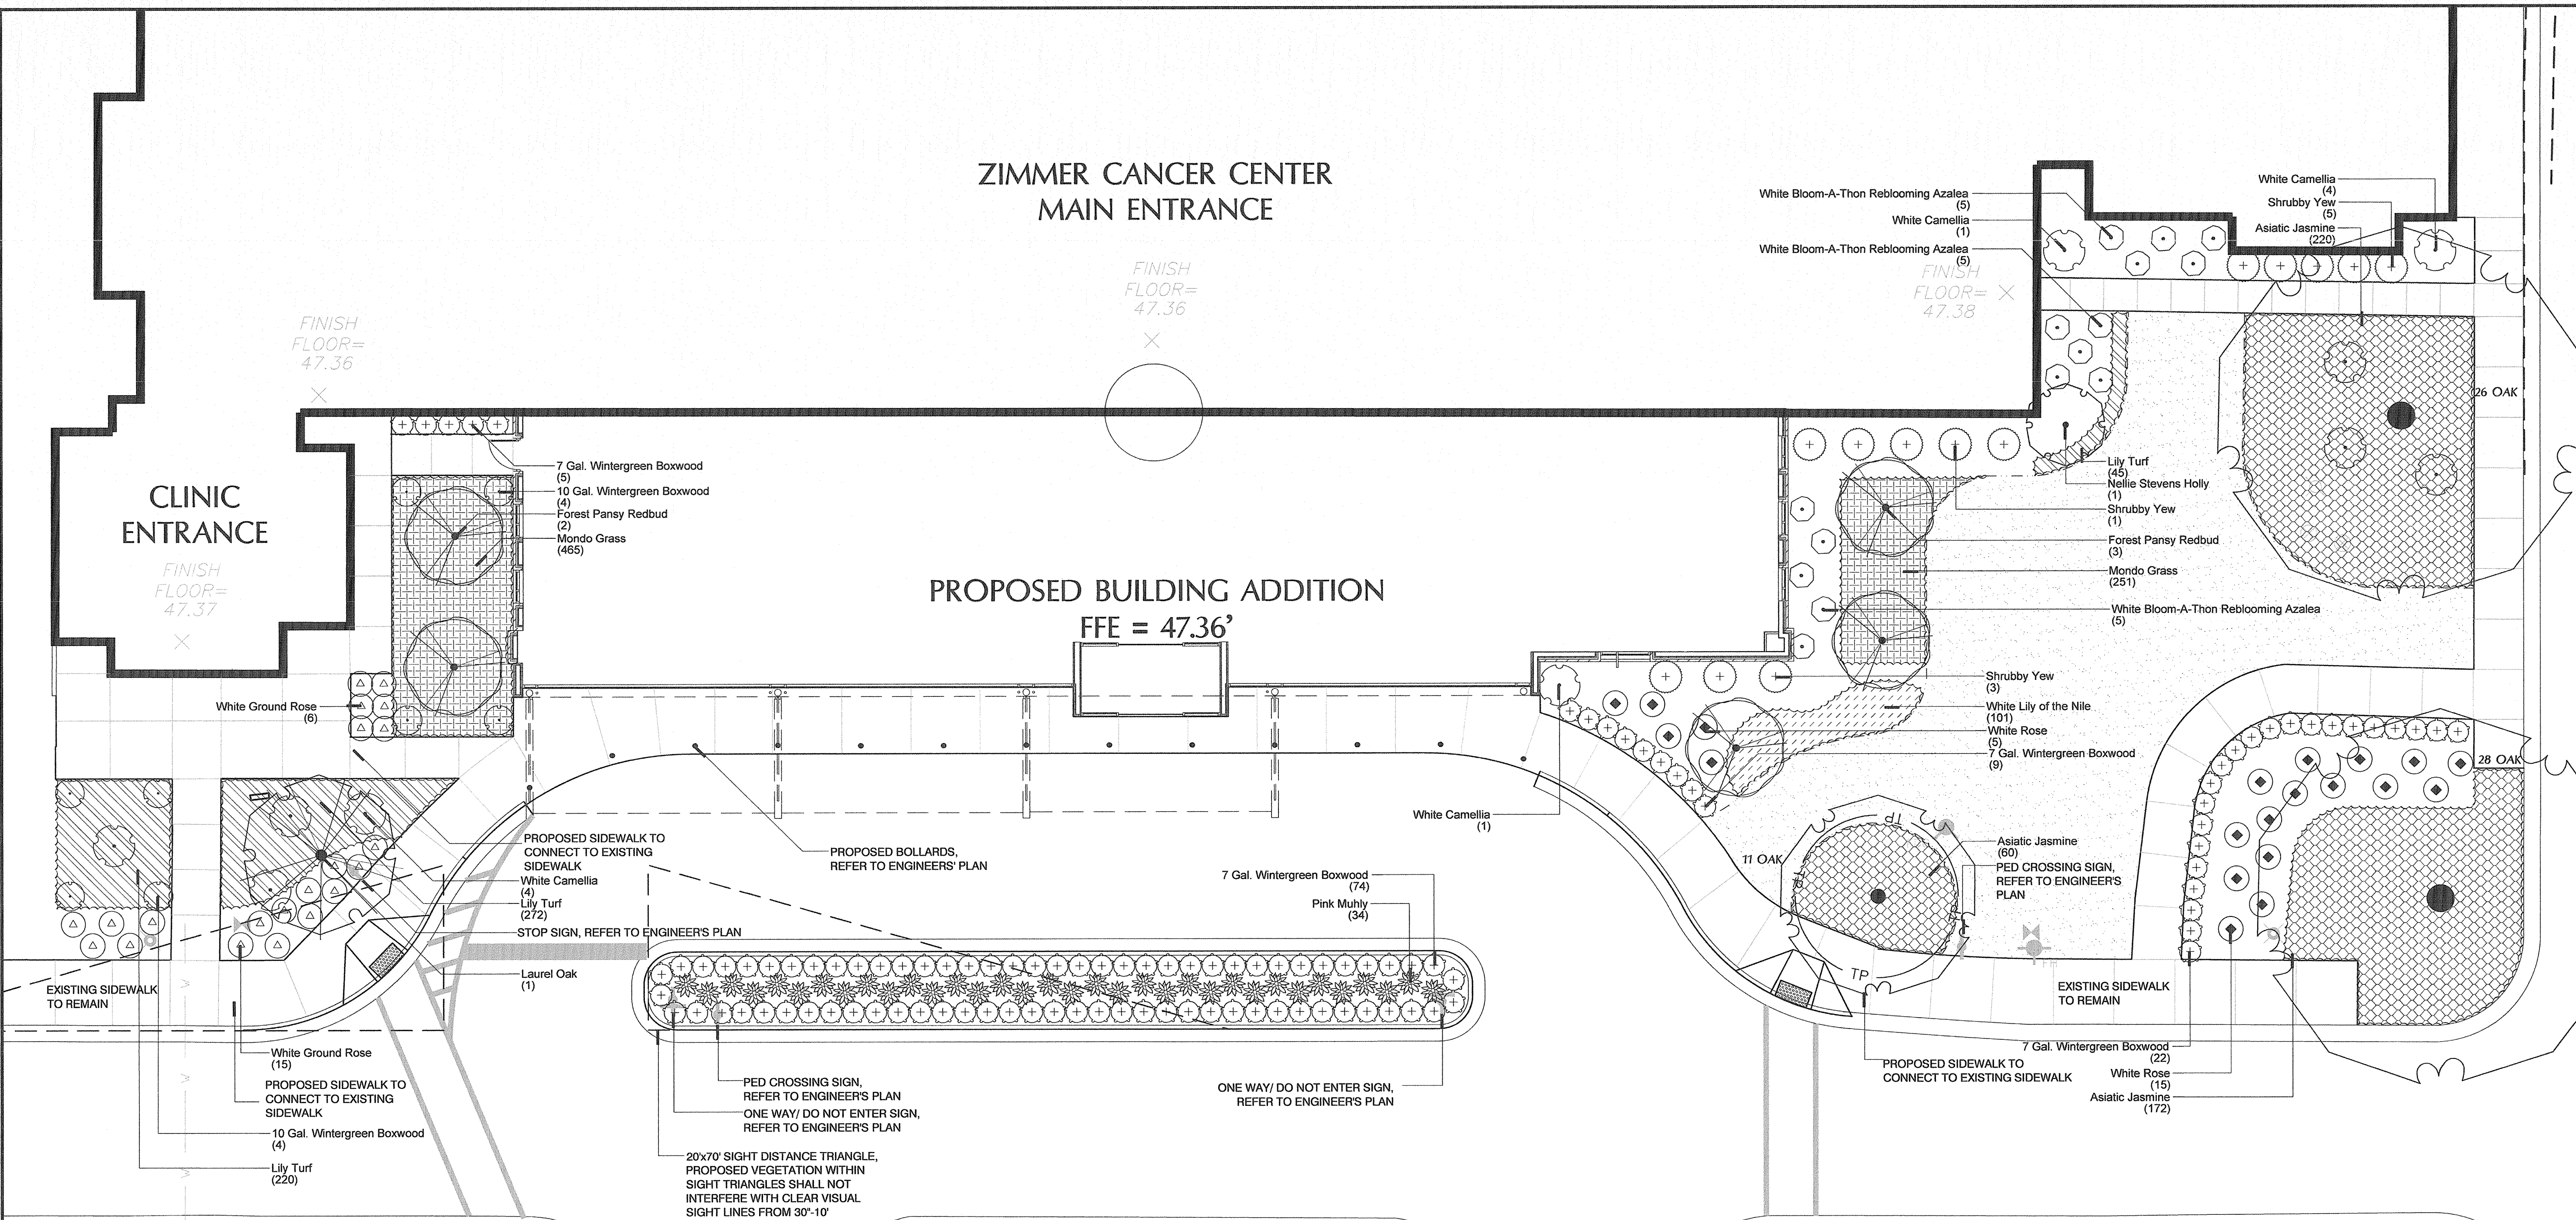 ZIMMER CANCER CENTER
MAIN ENTRANCE
FINISH
FLOOR=
47.36
FINISH
FLOOR=
47.36
FINISH
FLOOR=
47.38
White Bloom-A-Thon Reblooming Azalea
(5)
White Camellia
(1)
White Bloom-A-Thon Reblooming Azalea
(5)
White Camellia
(4)
Shrubby Yew
(5)
Asiatic Jasmine
(220)
26 OAK
CLINIC
ENTRANCE
FINISH
FLOOR=
47.37
7 Gal. Wintergreen Boxwood
(5)
10 Gal. Wintergreen Boxwood
(4)
Forest Pansy Redbud
(2)
Mondo Grass
(465)
PROPOSED BUILDING ADDITION
FFE = 47.36'
Lily Turf
(45)
Nellie Stevens Holly
(1)
Shrubby Yew
(1)
Forest Pansy Redbud
(3)
Mondo Grass
(251)
White Bloom-A-Thon Reblooming Azalea
(5)
Shrubby Yew
(3)
White Lily of the Nile
(101)
White Rose
(5)
7 Gal. Wintergreen Boxwood
(9)
28 OAK
White Ground Rose
(6)
PROPOSED SIDEWALK TO
CONNECT TO EXISTING
SIDEWALK
White Camellia
(4)
Lily Turf
(272)
STOP SIGN, REFER TO ENGINEER'S PLAN
Laurel Oak
(1)
PROPOSED BOLLARDS,
REFER TO ENGINEERS' PLAN
White Camellia
(1)
7 Gal. Wintergreen Boxwood
(74)
Pink Muhly
(34)
11 OAK
TP
TP
TP
Asiatic Jasmine
(60)
PED CROSSING SIGN,
REFER TO ENGINEER'S
PLAN
EXISTING SIDEWALK
TO REMAIN
EXISTING SIDEWALK
TO REMAIN
FH
White Ground Rose
(15)
PROPOSED SIDEWALK TO
CONNECT TO EXISTING
SIDEWALK
10 Gal. Wintergreen Boxwood
(4)
Lily Turf
(220)
W
W
W
PED CROSSING SIGN,
REFER TO ENGINEER'S PLAN
ONE WAY/ DO NOT ENTER SIGN,
REFER TO ENGINEER'S PLAN
20'x70' SIGHT DISTANCE TRIANGLE,
PROPOSED VEGETATION WITHIN
SIGHT TRIANGLES SHALL NOT
INTERFERE WITH CLEAR VISUAL
SIGHT LINES FROM 30"-10'
ONE WAY/ DO NOT ENTER SIGN,
REFER TO ENGINEER'S PLAN
PROPOSED SIDEWALK TO
CONNECT TO EXISTING SIDEWALK
7 Gal. Wintergreen Boxwood
(22)
White Rose
(15)
Asiatic Jasmine
(172)